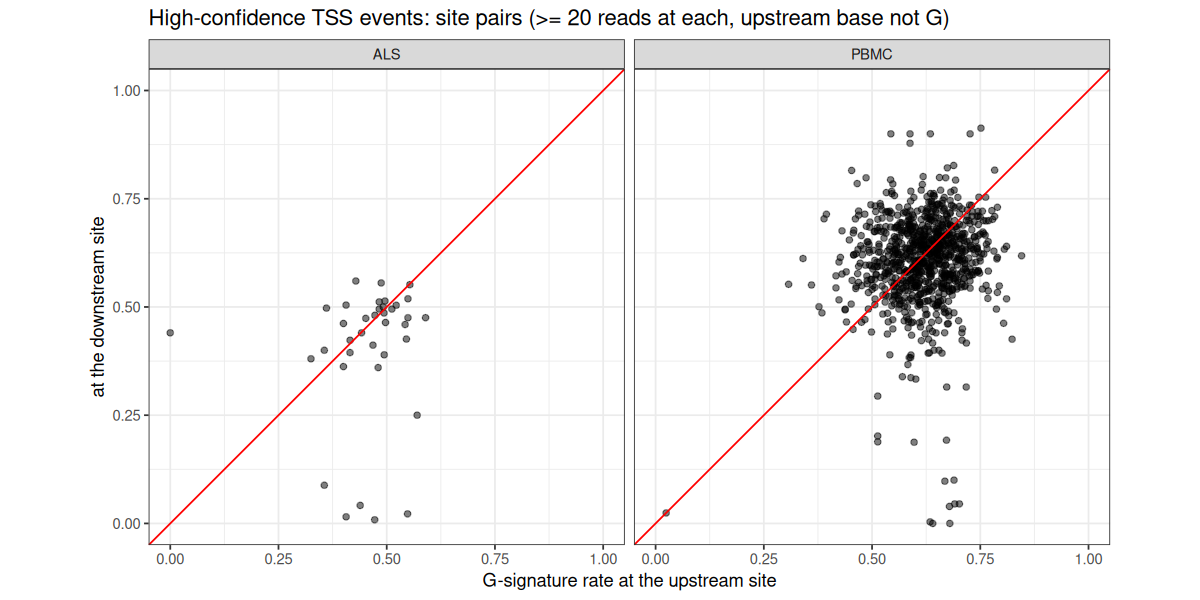 High-confidence TSS events: site pairs (>= 20 reads at each, upstream base not G)
ALS
PBMC
at the downstream site
1.00
0.75
0.50
0.25
0.00
0.00 0.25 0.50 0.75 1.00
0.00 0.25 0.50 0.75 1.00
G-signature rate at the upstream site